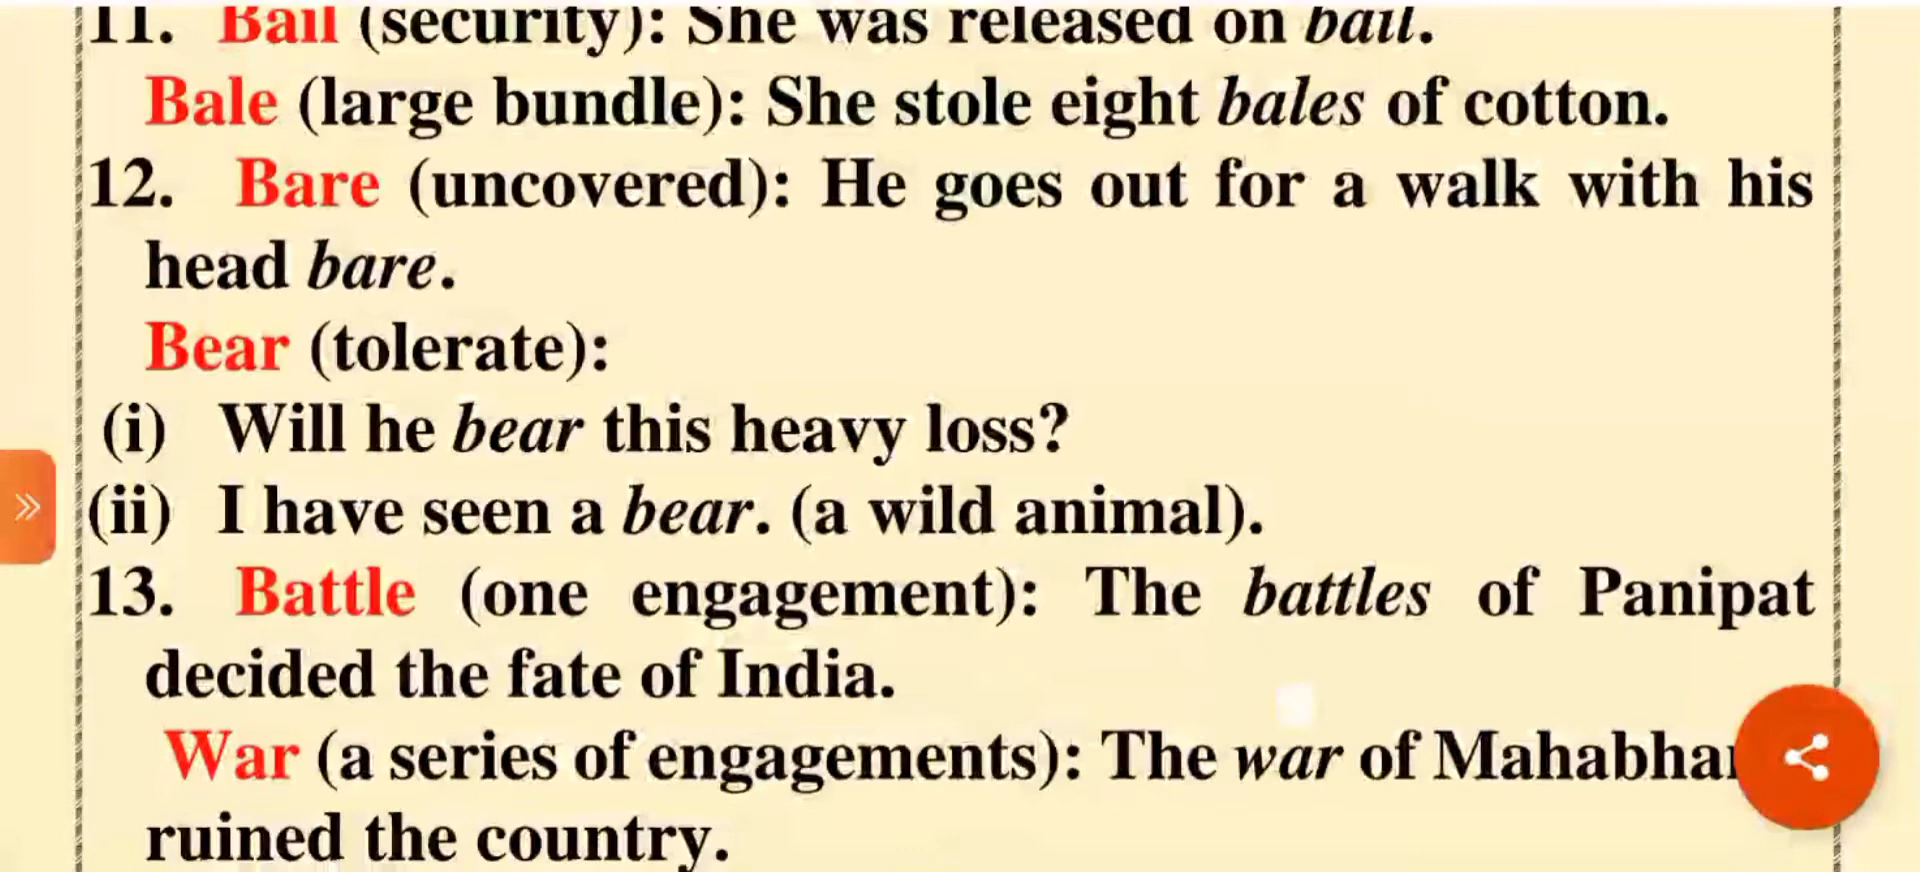 11. Bail (security): She was released on bail.
Bale (large bundle): She stole eight bales of cotton.
12. Bare (uncovered): He goes out for a walk with his
head bare.
Bear (tolerate):
(i) Will he bear this heavy loss?
(ii) I have seen a bear. (a wild animal).
13. Battle (one engagement): The battles of Panipat
decided the fate of India.
War (a series of engagements): The war of
ruined the country.